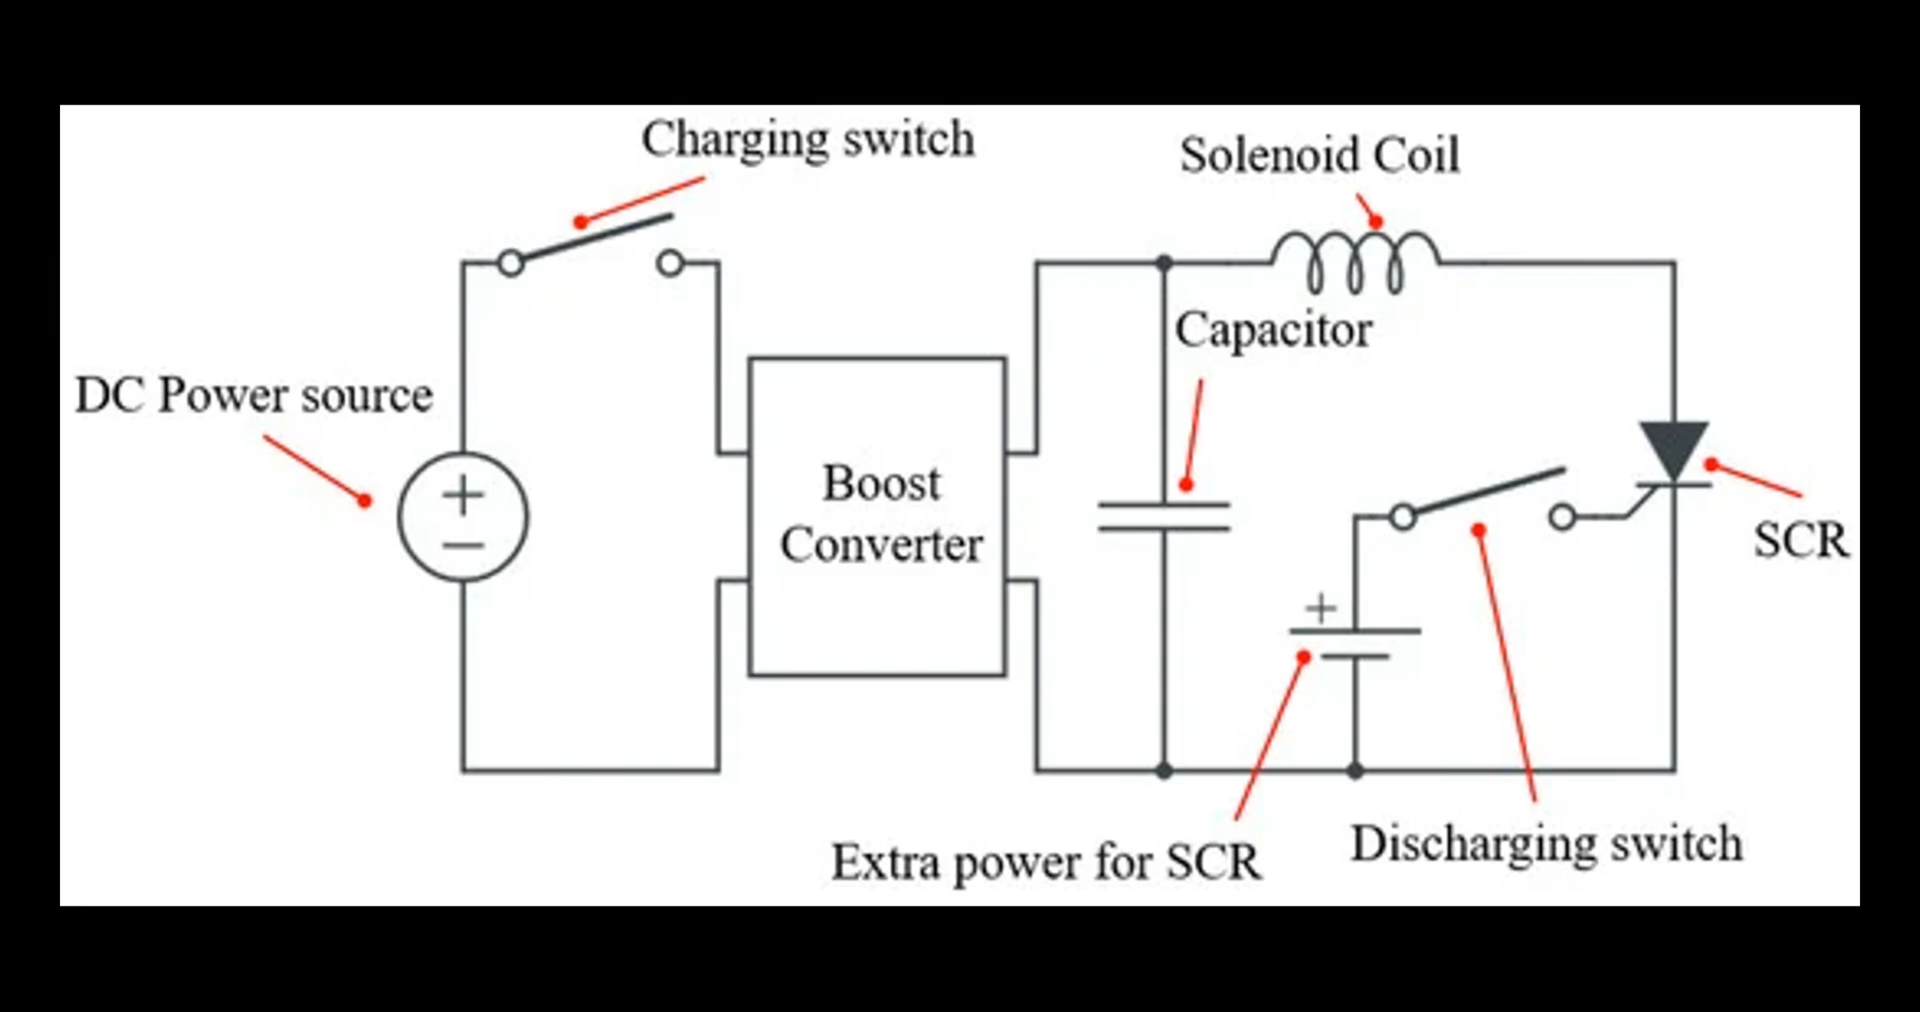 Charging switch
Solenoid Coil
Capacitor
DC Power source
+
−
Boost
Converter
SCR
+
Extra power for SCR
Discharging switch